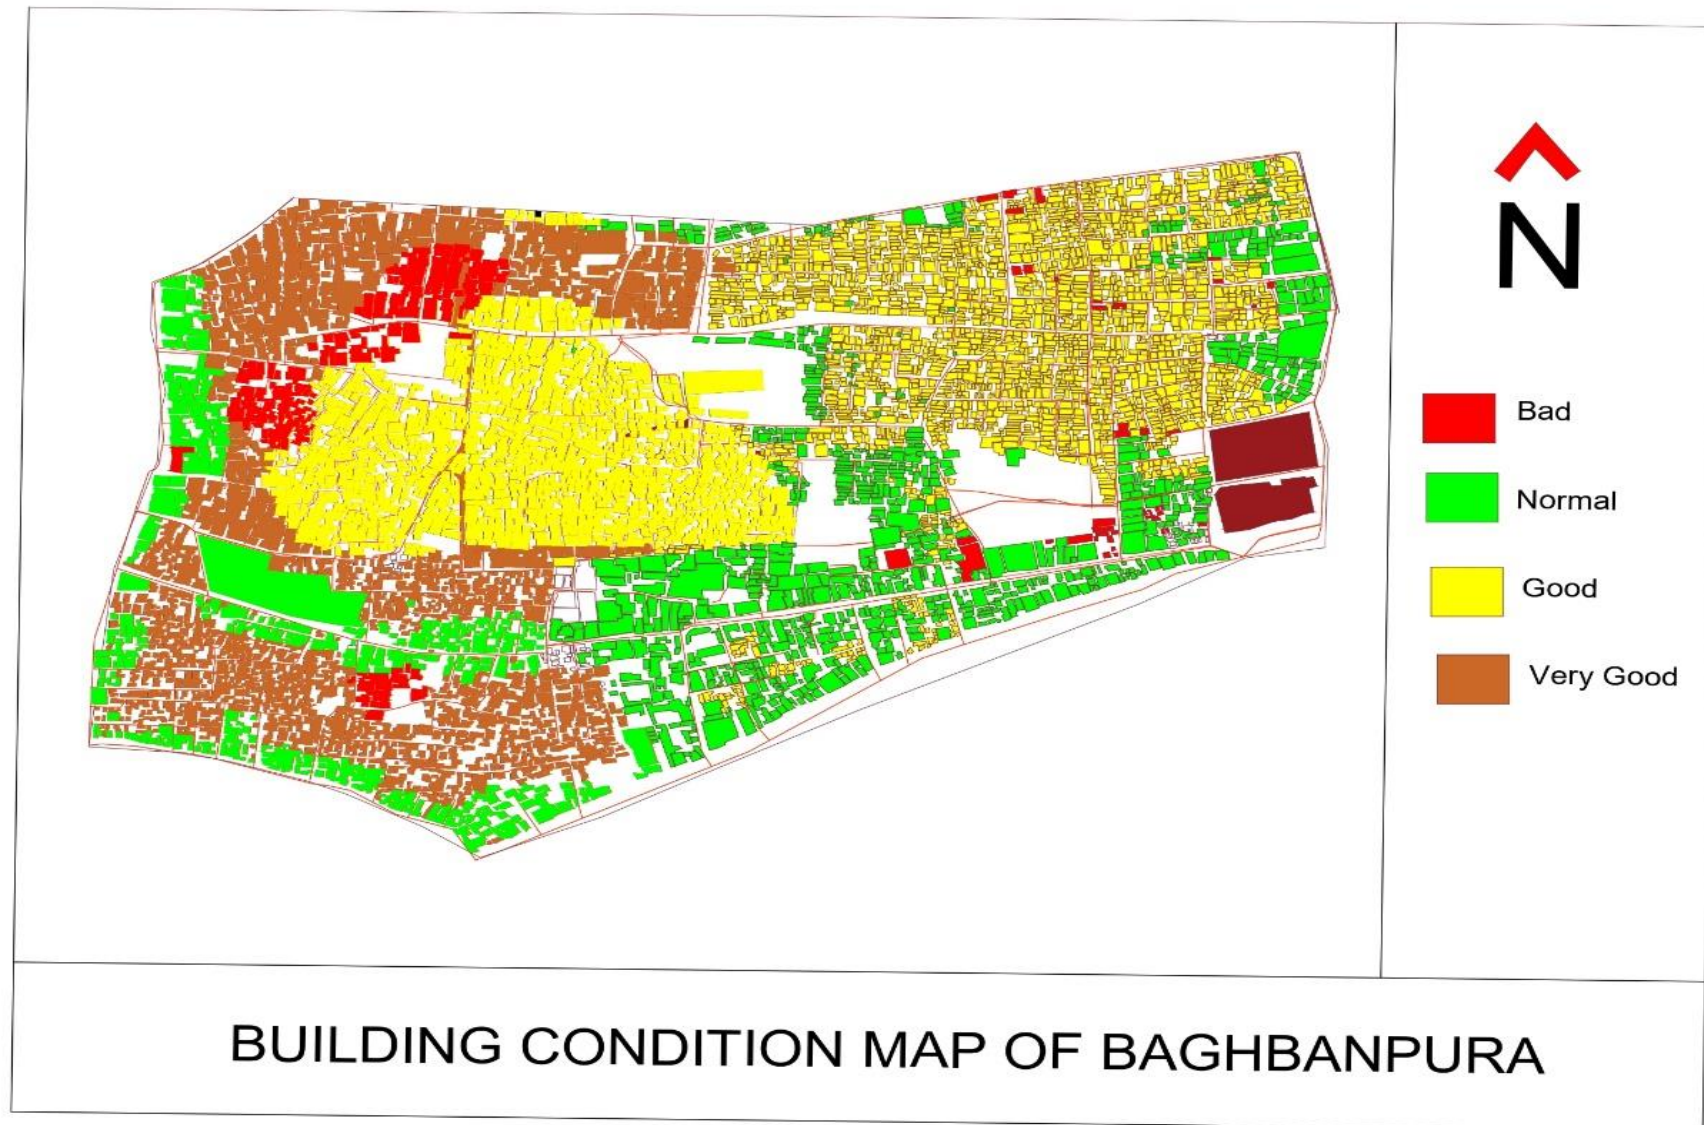 N
Bad
Normal
Good
Very Good
BUILDING CONDITION MAP OF BAGHBANPURA